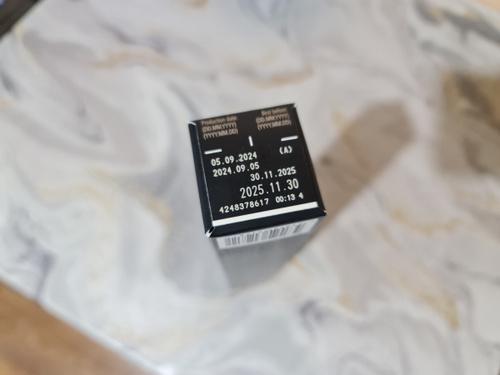 Production date: Best before:
(DD.MM.YYYY) (DD.MM.YYYY)
(YYYY.MM.DD) (YYYY.MM.DD)
05.09.2024 (A)
2024.09.05
30.11.2025
2025.11.30
4248378617 00:13 4